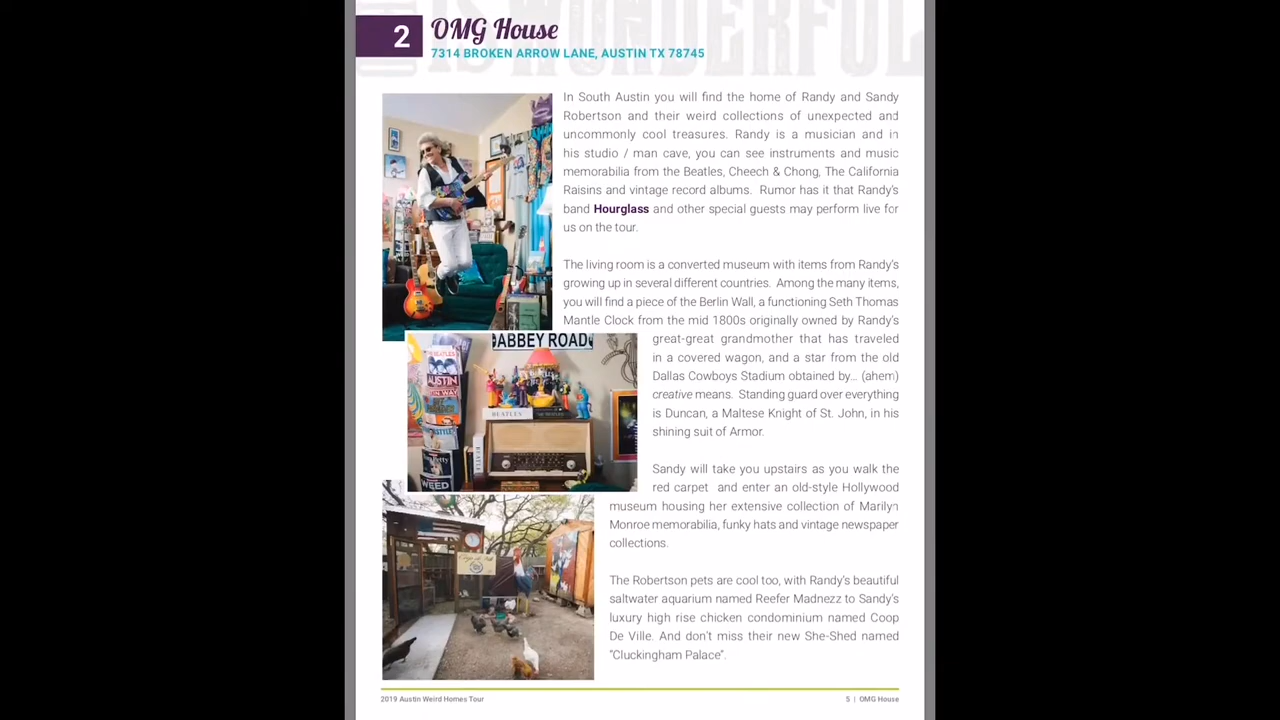 IS WONDERFUL
2
OMG House
7314 BROKEN ARROW LANE, AUSTIN TX 78745
In South Austin you will find the home of Randy and Sandy
Robertson and their weird collections of unexpected and
uncommonly cool treasures. Randy is a musician and in
his studio / man cave, you can see instruments and music
memorabilia from the Beatles, Cheech & Chong, The California
Raisins and vintage record albums. Rumor has it that Randy's
band Hourglass and other special guests may perform live for
us on the tour.
The living room is a converted museum with items from Randy's
growing up in several different countries. Among the many items,
you will find a piece of the Berlin Wall, a functioning Seth Thomas
Mantle Clock from the mid 1800s originally owned by Randy's
great-great grandmother that has traveled
in a covered wagon, and a star from the old
Dallas Cowboys Stadium obtained by... (ahem)
creative means. Standing guard over everything
is Duncan, a Maltese Knight of St. John, in his
shining suit of Armor.
Sandy will take you upstairs as you walk the
red carpet and enter an old-style Hollywood
museum housing her extensive collection of Marilyn
Monroe memorabilia, funky hats and vintage newspaper
collections.
The Robertson pets are cool too, with Randy's beautiful
saltwater aquarium named Reefer Madnezz to Sandy's
luxury high rise chicken condominium named Coop
De Ville. And don't miss their new She-Shed named
"Cluckingham Palace".
ABBEY ROAD
THE BEATLES
AUSTIN
BEATLES
WEED
2019 Austin Weird Homes Tour
5 | OMG House